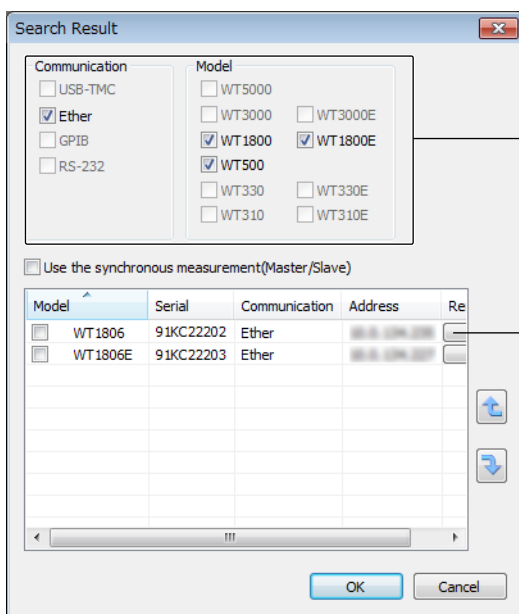 Search Result
Communication
USB-TMC
Ether
GPIB
RS-232
Model
WT5000
WT3000 WT3000E
WT1800 WT1800E
WT500
WT330 WT330E
WT310 WT310E
Use the synchronous measurement(Master/Slave)
Model Serial Communication Address Re
WT1806 91KC22202 Ether
WT1806E 91KC22203 Ether
OK Cancel